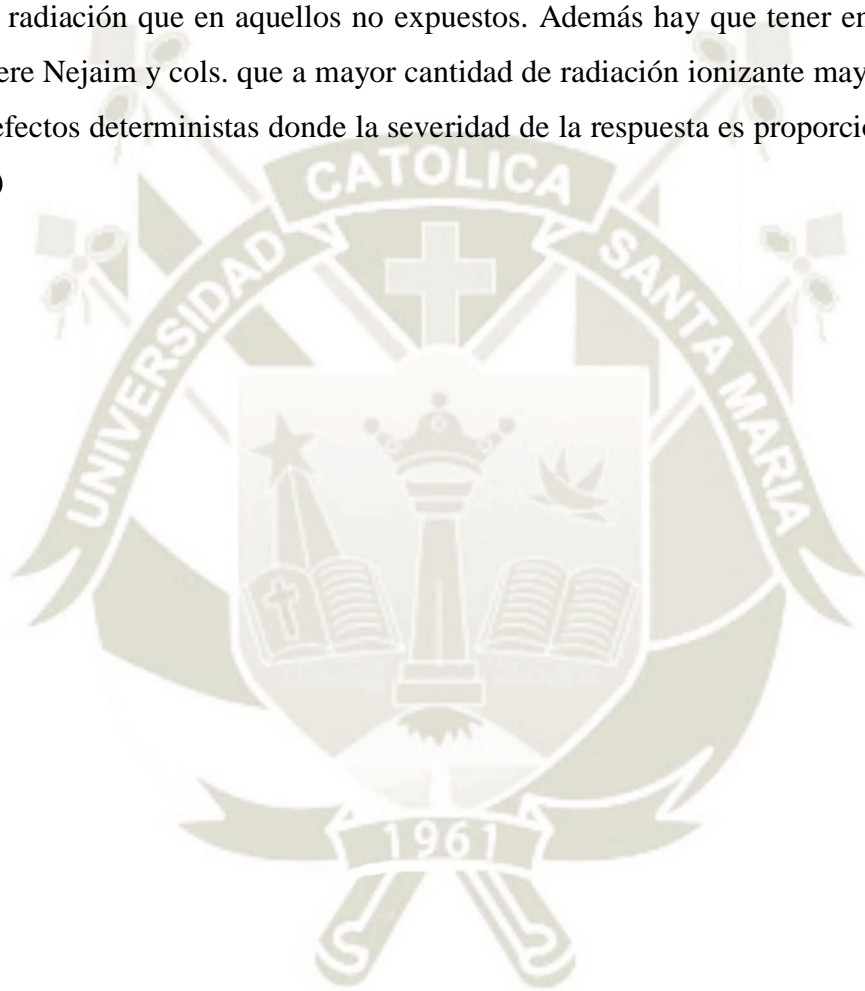 radiación que en aquellos no expuestos. Además hay que tener en
ere Nejaim y cols. que a mayor cantidad de radiación ionizante may
efectos deterministas donde la severidad de la respuesta es proporci
)
UNIVERSIDAD CATOLICA SANTA MARIA
1961